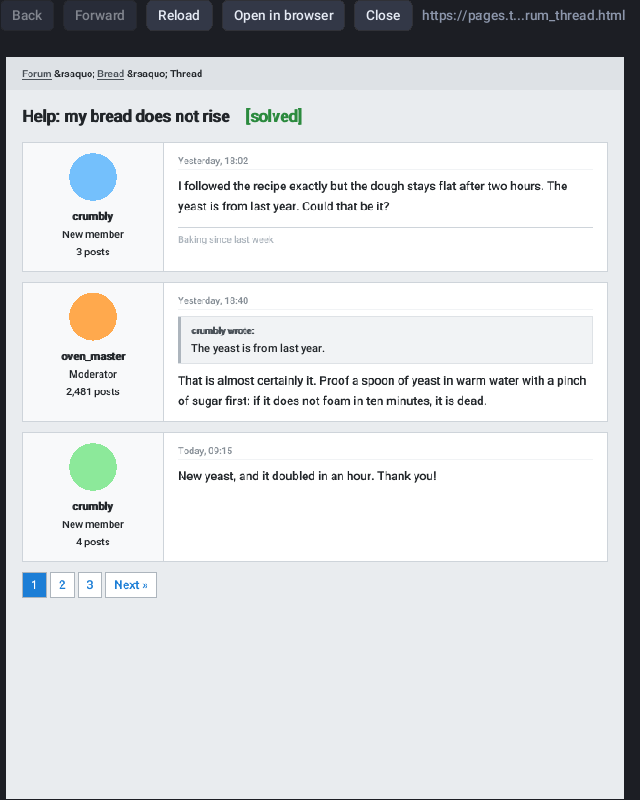 Back Forward Reload Open in browser Close https://pages.t...rum_thread.html
Forum &rsaquo; Bread &rsaquo; Thread
Help: my bread does not rise [solved]
crumbly
New member
3 posts
Yesterday, 18:02
I followed the recipe exactly but the dough stays flat after two hours. The
yeast is from last year. Could that be it?
Baking since last week
oven_master
Moderator
2,481 posts
Yesterday, 18:40
crumbly wrote:
The yeast is from last year.
That is almost certainly it. Proof a spoon of yeast in warm water with a pinch
of sugar first: if it does not foam in ten minutes, it is dead.
crumbly
New member
4 posts
Today, 09:15
New yeast, and it doubled in an hour. Thank you!
1 2 3 Next »